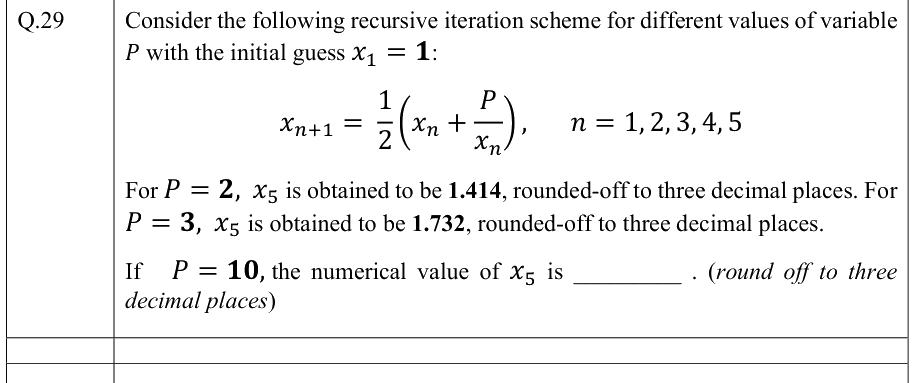 Q.29 Consider the following recursive iteration scheme for different values of variable
P with the initial guess x₁ = 1:
xₙ₊₁ = 1/2 (xₙ + P/xₙ), n = 1, 2, 3, 4, 5
For P = 2, x₅ is obtained to be 1.414, rounded-off to three decimal places. For
P = 3, x₅ is obtained to be 1.732, rounded-off to three decimal places.
If P = 10, the numerical value of x₅ is __________ . (round off to three
decimal places)